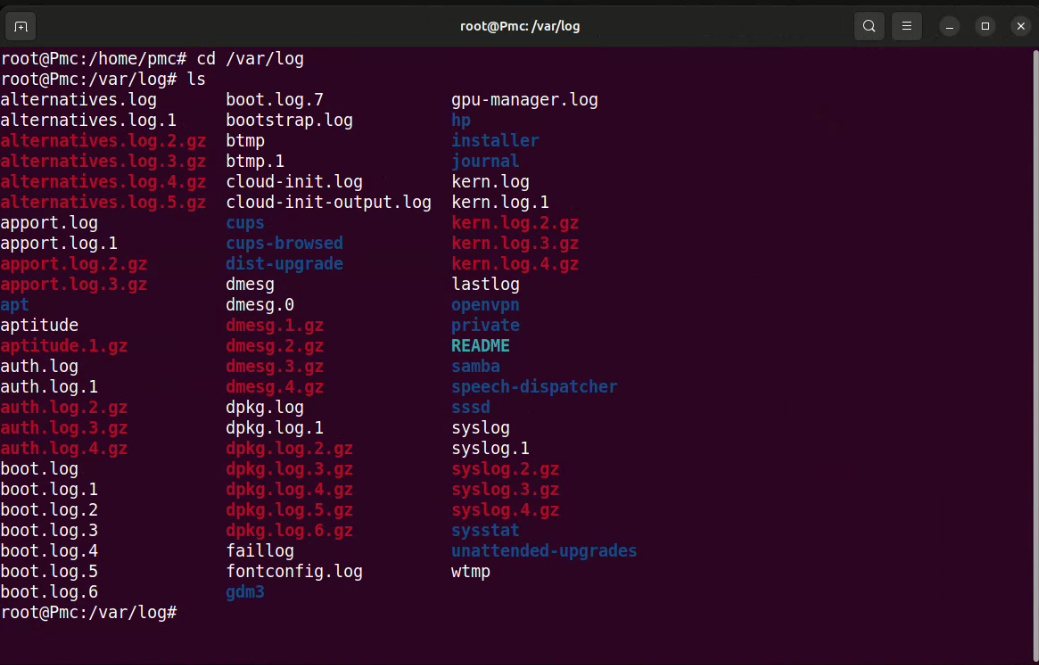 root@Pmc: /var/log
root@Pmc:/home/pmc# cd /var/log
root@Pmc:/var/log# ls
alternatives.log boot.log.7 gpu-manager.log
alternatives.log.1 bootstrap.log hp
alternatives.log.2.gz btmp installer
alternatives.log.3.gz btmp.1 journal
alternatives.log.4.gz cloud-init.log kern.log
alternatives.log.5.gz cloud-init-output.log kern.log.1
apport.log cups kern.log.2.gz
apport.log.1 cups-browsed kern.log.3.gz
apport.log.2.gz dist-upgrade kern.log.4.gz
apport.log.3.gz dmesg lastlog
apt dmesg.0 openvpn
aptitude dmesg.1.gz private
aptitude.1.gz dmesg.2.gz README
auth.log dmesg.3.gz samba
auth.log.1 dmesg.4.gz speech-dispatcher
auth.log.2.gz dpkg.log sssd
auth.log.3.gz dpkg.log.1 syslog
auth.log.4.gz dpkg.log.2.gz syslog.1
boot.log dpkg.log.3.gz syslog.2.gz
boot.log.1 dpkg.log.4.gz syslog.3.gz
boot.log.2 dpkg.log.5.gz syslog.4.gz
boot.log.3 dpkg.log.6.gz sysstat
boot.log.4 faillog unattended-upgrades
boot.log.5 fontconfig.log wtmp
boot.log.6 gdm3
root@Pmc:/var/log#